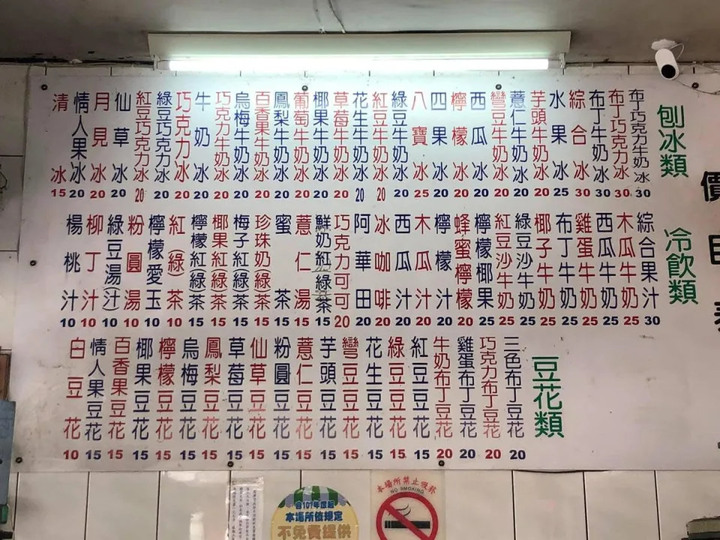 刨冰類
布丁巧克力牛奶冰 30
布丁巧克力冰 30
布丁牛奶冰 30
綜合冰 30
水果冰 25
芋頭牛奶冰 20
薏仁牛奶冰 20
彎豆牛奶冰 20
西瓜冰 20
檸檬冰 20
四果冰 20
八寶冰 25
綠豆牛奶冰 20
紅豆牛奶冰 20
花生牛奶冰 20
草莓牛奶冰 20
椰果牛奶冰 20
葡萄牛奶冰 20
鳳梨牛奶冰 20
百香果牛奶冰 20
烏梅牛奶冰 20
巧克力牛奶冰 20
牛奶冰 20
巧克力冰 20
綠豆巧克力冰 20
紅豆巧克力冰 20
仙草冰 20
月見冰 20
情人果冰 20
清冰 15
冷飲類
綜合果汁 30
木瓜牛奶 25
西瓜牛奶 25
雞蛋牛奶 25
布丁牛奶 25
椰子牛奶 25
綠豆沙牛奶 25
紅豆沙牛奶 25
檸檬椰果 20
蜂蜜檸檬 20
檸檬汁 20
木瓜汁 20
西瓜汁 20
冰咖啡 20
阿華田 20
巧克力可可 20
鮮奶紅(綠)茶 15
薏仁湯 15
蜜茶 15
珍珠奶綠 15
梅子紅(綠)茶 15
椰果紅(綠)茶 15
檸檬紅(綠)茶 15
紅(綠)茶 10
檸檬愛玉 10
粉圓湯 10
綠豆湯(汁) 10
柳丁汁 10
楊桃汁 10
豆花類
三色布丁豆花 20
巧克力布丁豆花 20
雞蛋布丁豆花 20
牛奶布丁豆花 20
紅豆豆花 15
綠豆豆花 15
花生豆花 15
彎豆豆花 15
芋頭豆花 15
薏仁豆花 15
粉圓豆花 15
仙草豆花 15
草莓豆花 15
鳳梨豆花 15
烏梅豆花 15
檸檬豆花 15
椰果豆花 15
百香果豆花 15
情人果豆花 15
白豆花 10
價目
本場所依規定
不免費提供
本場所禁止吸菸
NO SMOKING